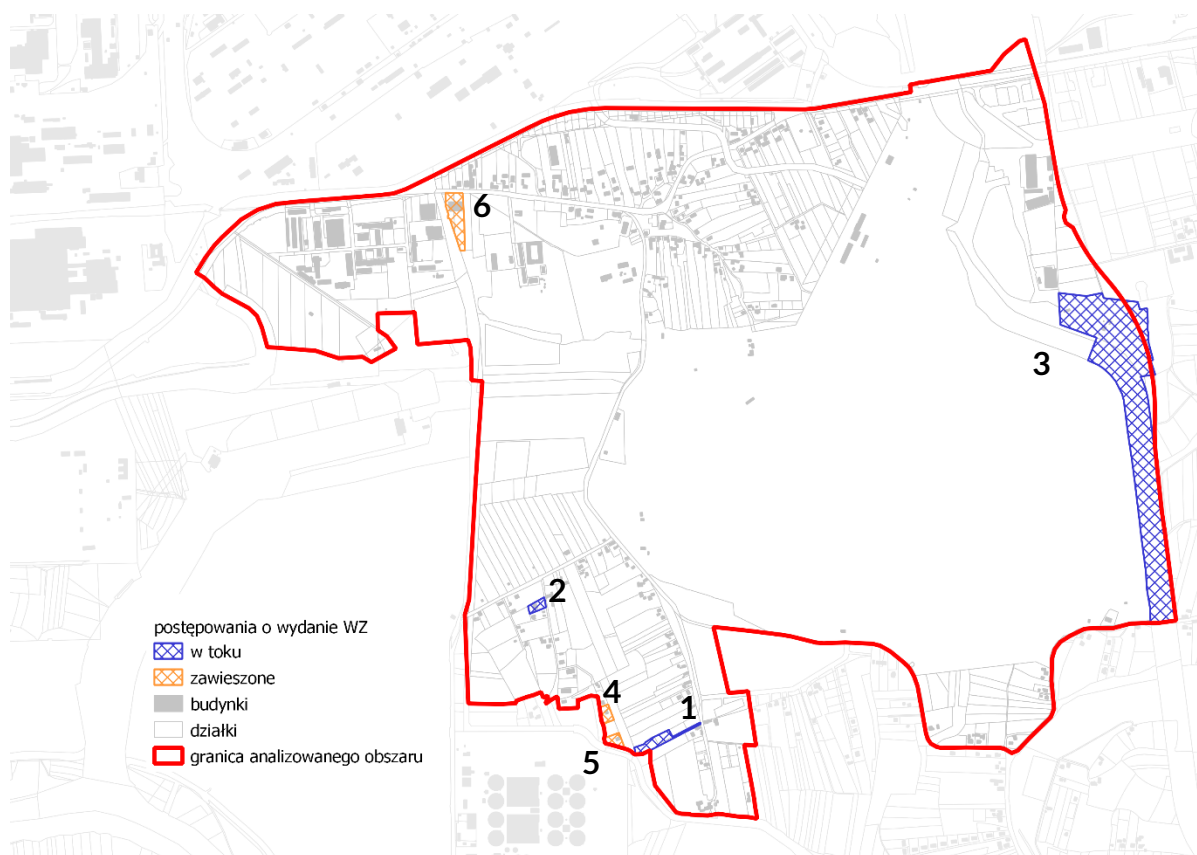 6
3
2
postępowania o wydanie WZ
w toku
zawieszone
budynki
działki
granica analizowanego obszaru
4
1
5